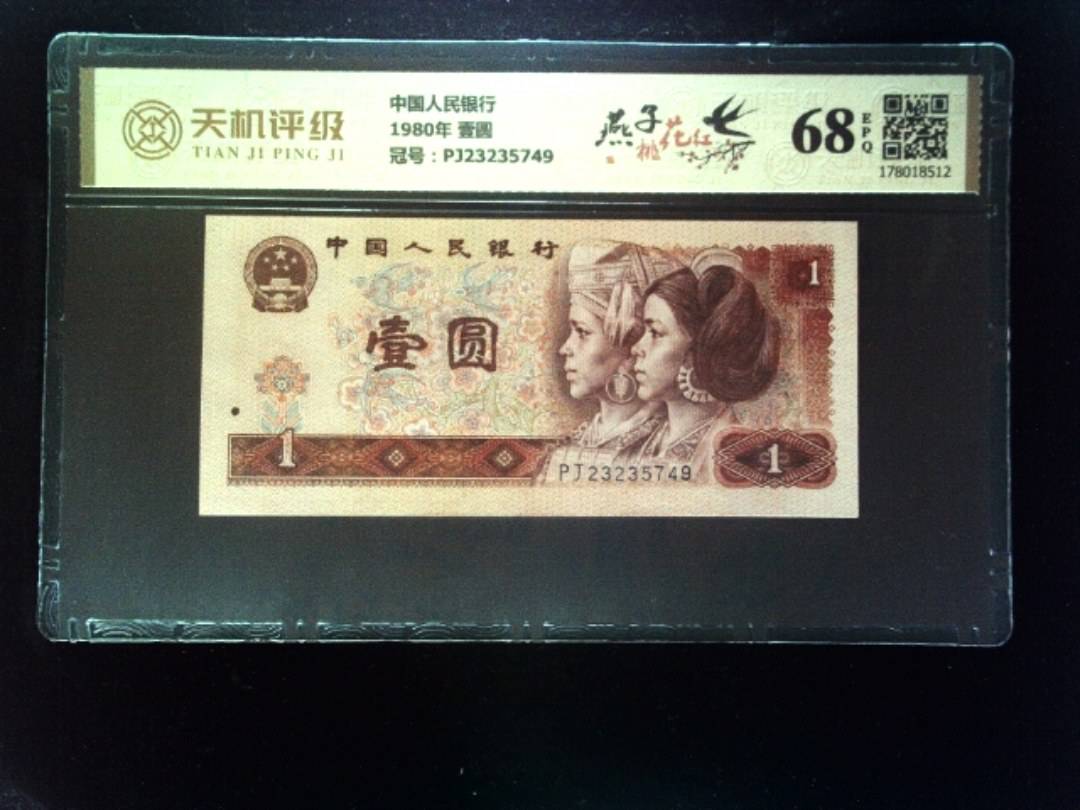 天机评级
TIAN JI PING JI
中国人民银行
1980年 壹圆
冠号：PJ23235749
燕子
桃花红
68 EPQ
178018512
中国人民银行
1
壹圆
1
PJ23235749
1